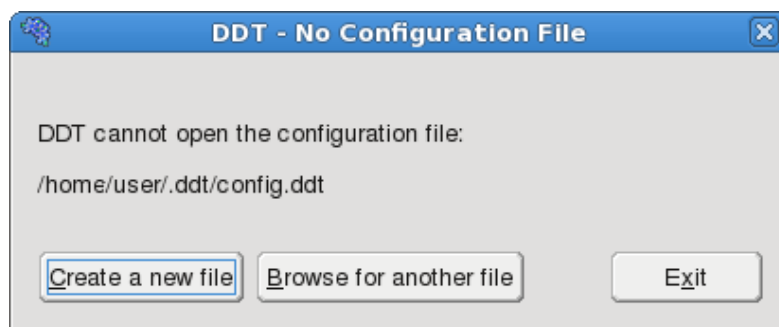 DDT - No Configuration File
DDT cannot open the configuration file:
/home/user/.ddt/config.ddt
Create a new file Browse for another file Exit